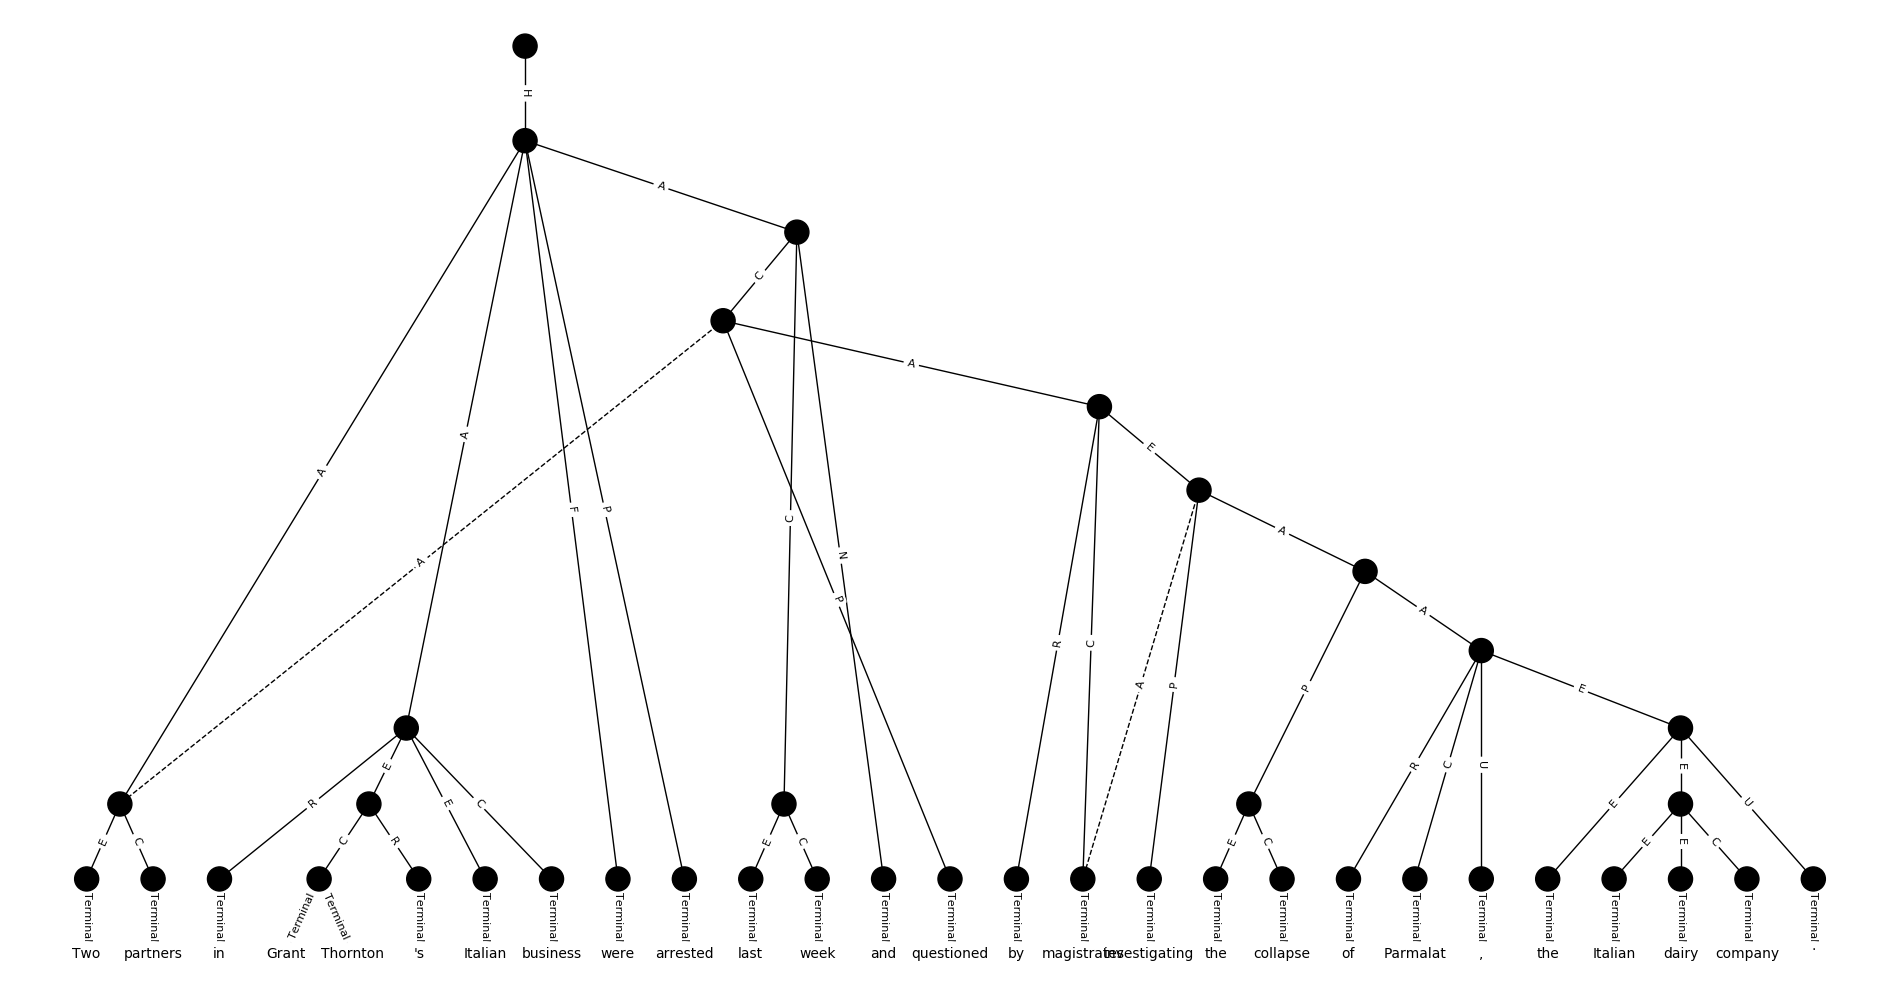 H
A
C
A
A
E
A
A
A
F
P
C
N
P
A
A
R
C
A
P
P
E
R
C
U
E
R
E
E
C
E
E
U
E
C
C
R
E
C
E
C
E
E
C
Terminal Terminal Terminal Terminal Terminal Terminal Terminal Terminal Terminal Terminal Terminal Terminal Terminal Terminal Terminal Terminal Terminal Terminal Terminal Terminal Terminal Terminal Terminal Terminal Terminal Terminal Terminal
Two partners in Grant Thornton 's Italian business were arrested last week and questioned by magistrates investigating the collapse of Parmalat , the Italian dairy company .